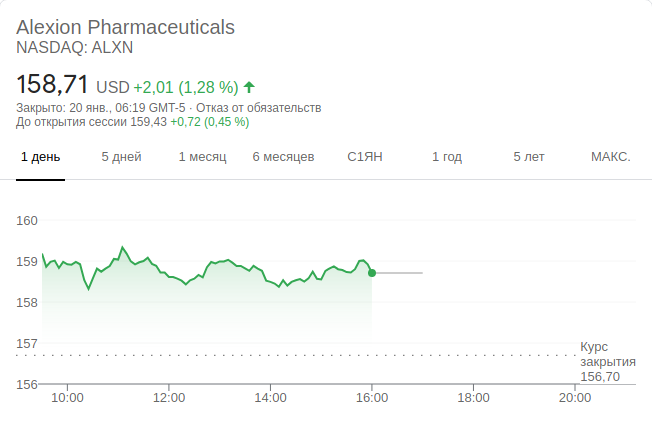 Alexion Pharmaceuticals
NASDAQ: ALXN
158,71 USD +2,01 (1,28 %)
Закрыто: 20 янв., 06:19 GMT-5 · Отказ от обязательств
До открытия сессии 159,43 +0,72 (0,45 %)
1 день 5 дней 1 месяц 6 месяцев С1ЯН 1 год 5 лет МАКС.
160
159
158
157
Курс
закрытия
156,70
156
10:00 12:00 14:00 16:00 18:00 20:00